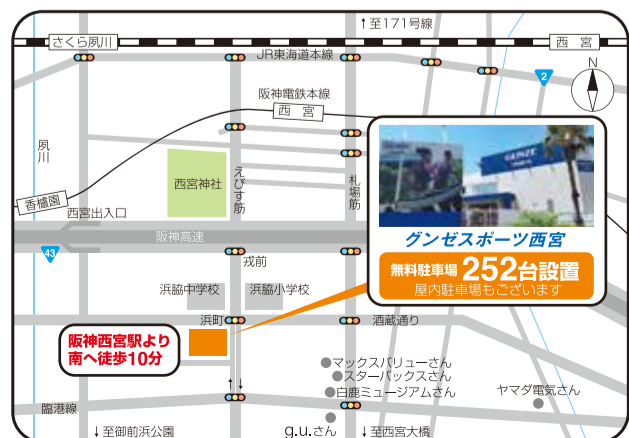 ↑至171号線
さくら夙川
西宮
JR東海道本線
N
2
阪神電鉄本線
西宮
夙川
香櫨園
西宮神社
えびす筋
札場筋
GUNZE
西宮出入口
阪神高速
43
グンゼスポーツ西宮
無料駐車場252台設置
屋内駐車場もございます
戎前
浜脇中学校
浜脇小学校
浜町
酒蔵通り
阪神西宮駅より
南へ徒歩10分
マックスバリューさん
スターバックスさん
白鹿ミュージアムさん
ヤマダ電気さん
↑↓
臨港線
↓至御前浜公園
g.u.さん
↓至西宮大橋